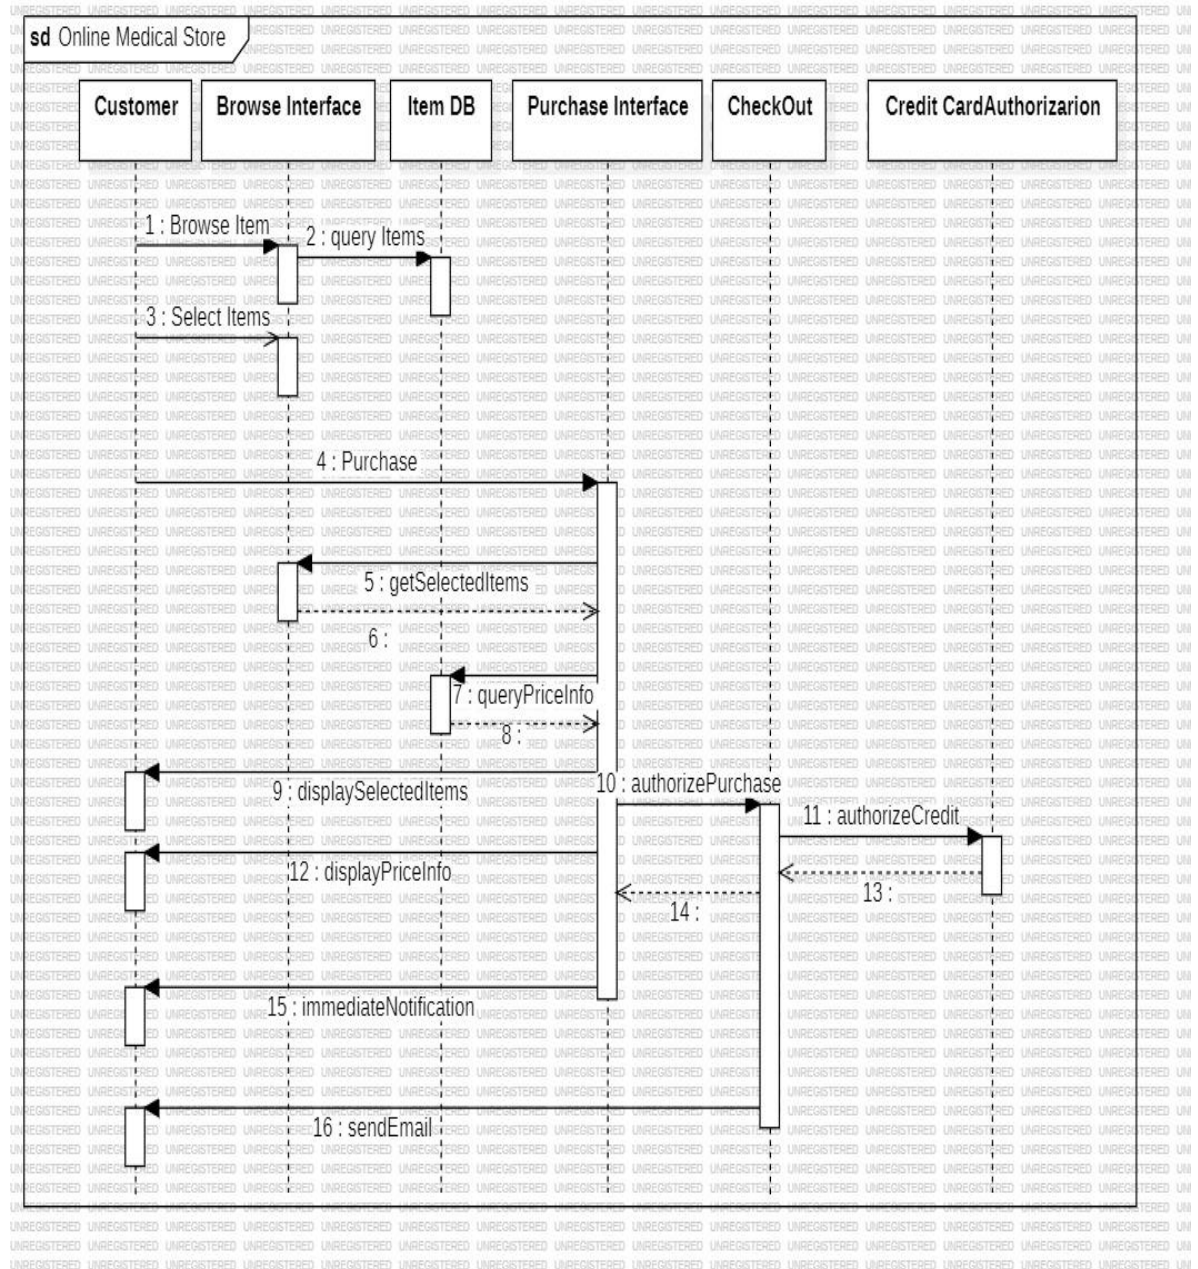 sd Online Medical Store
Customer
Browse Interface
Item DB
Purchase Interface
CheckOut
Credit CardAuthorizarion
1 : Browse Item
2 : query Items
3 : Select Items
4 : Purchase
5 : getSelectedItems
6 :
7 : queryPriceInfo
8 :
9 : displaySelectedItems
10 : authorizePurchase
11 : authorizeCredit
12 : displayPriceInfo
13 :
14 :
15 : immediateNotification
16 : sendEmail
UNREGISTERED